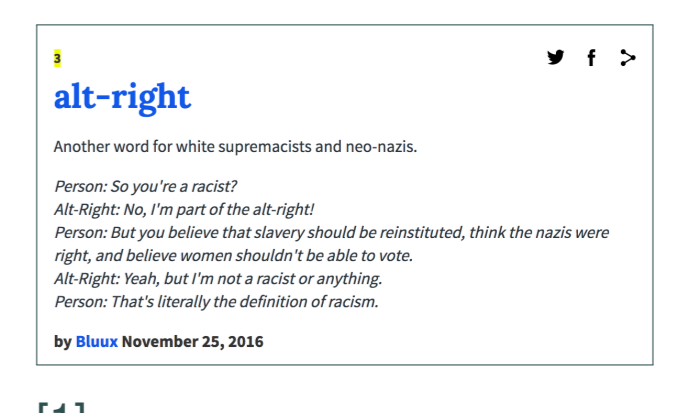 3
alt-right
Another word for white supremacists and neo-nazis.
Person: So you're a racist?
Alt-Right: No, I'm part of the alt-right!
Person: But you believe that slavery should be reinstituted, think the nazis were
right, and believe women shouldn't be able to vote.
Alt-Right: Yeah, but I'm not a racist or anything.
Person: That's literally the definition of racism.
by Bluux November 25, 2016
[1]